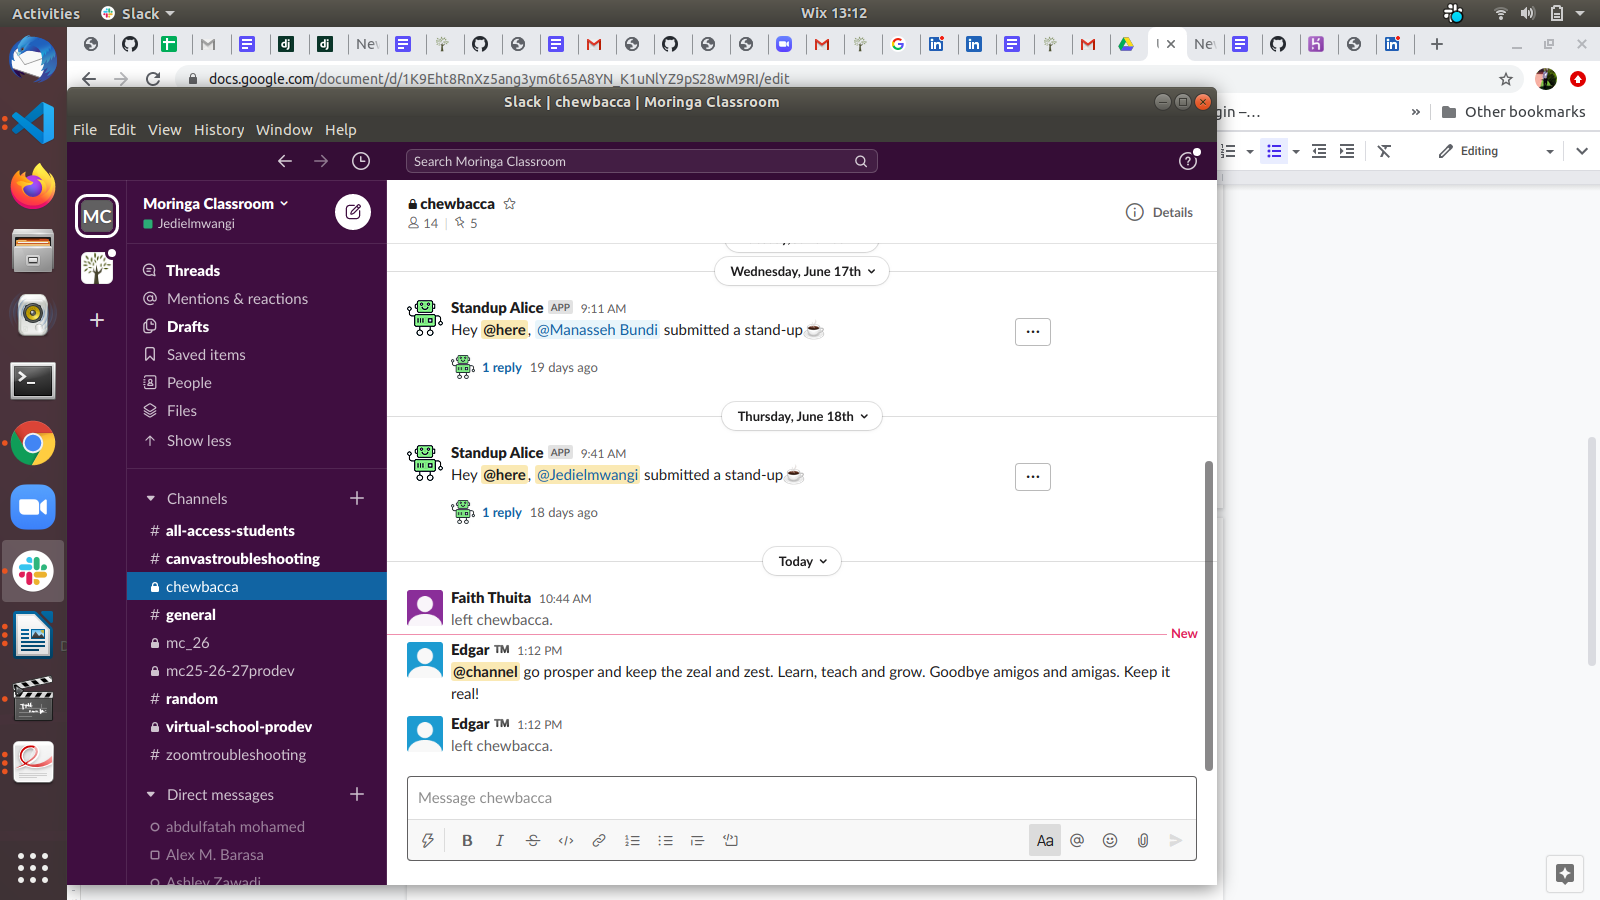 Activities
Slack
Wix 13:12
New
dj
dj
New
docs.google.com/document/d/1K9Eht8RnXz5ang3ym6t65A8YN_K1uNlYZ9pS28wM9RI/edit
Slack | chewbacca | Moringa Classroom
»
Other bookmarks
File Edit View History Window Help
Search Moringa Classroom
Editing
MC
Moringa Classroom
Jedielmwangi
Threads
Mentions & reactions
Drafts
Saved items
People
Files
Show less
Channels
# all-access-students
# canvastroubleshooting
chewbacca
# general
mc_26
mc25-26-27prodev
# random
virtual-school-prodev
# zoomtroubleshooting
Direct messages
abdulfatah mohamed
Alex M. Barasa
Ashley Zawadi
chewbacca
14 | 5
Details
Wednesday, June 17th
Standup Alice APP 9:11 AM
Hey @here, @Manasseh Bundi submitted a stand-up
1 reply 19 days ago
Thursday, June 18th
Standup Alice APP 9:41 AM
Hey @here, @Jedielmwangi submitted a stand-up
1 reply 18 days ago
Today
Faith Thuita 10:44 AM
left chewbacca.
New
Edgar ™ 1:12 PM
@channel go prosper and keep the zeal and zest. Learn, teach and grow. Goodbye amigos and amigas. Keep it
real!
Edgar ™ 1:12 PM
left chewbacca.
Message chewbacca
B I S Aa @